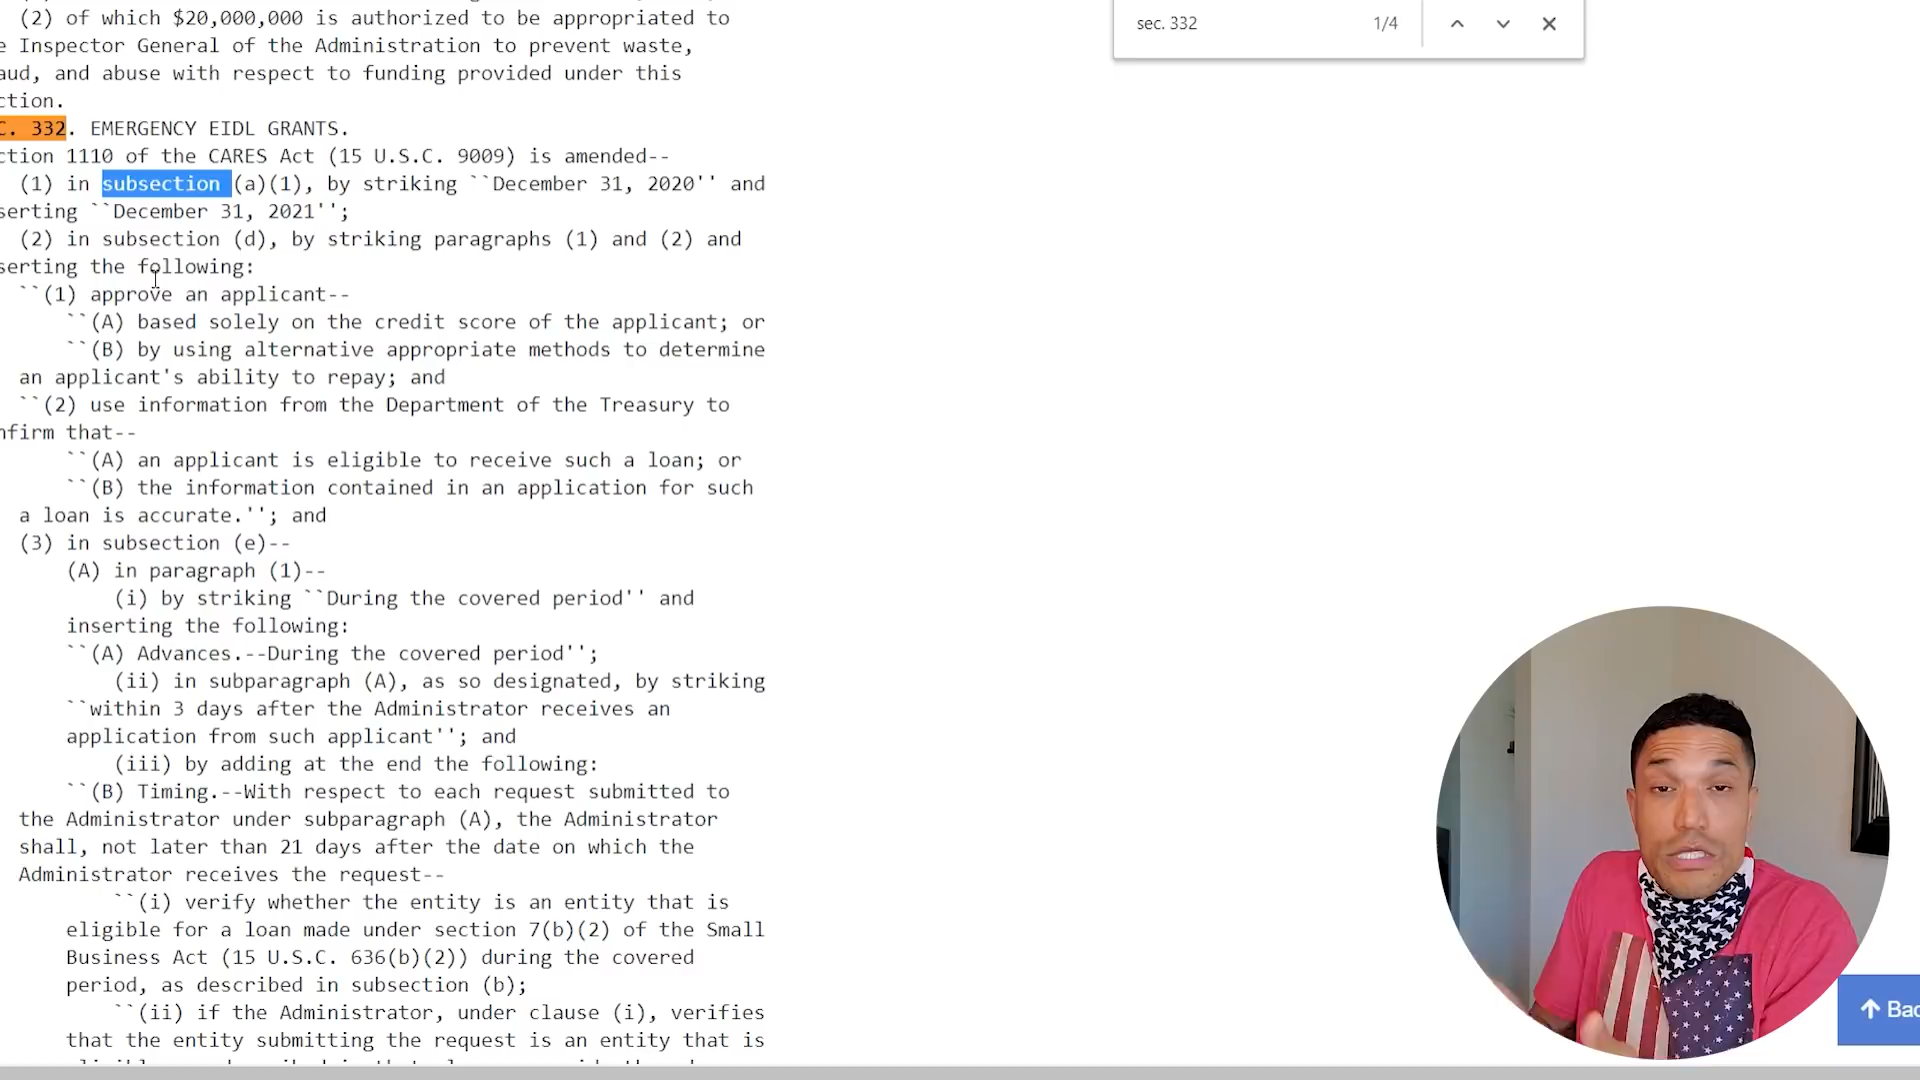 (2) of which $20,000,000 is authorized to be appropriated to
e Inspector General of the Administration to prevent waste,
aud, and abuse with respect to funding provided under this
ction.
C. 332. EMERGENCY EIDL GRANTS.
ction 1110 of the CARES Act (15 U.S.C. 9009) is amended--
(1) in subsection (a)(1), by striking ``December 31, 2020'' and
serting ``December 31, 2021'';
(2) in subsection (d), by striking paragraphs (1) and (2) and
serting the following:
``(1) approve an applicant--
``(A) based solely on the credit score of the applicant; or
``(B) by using alternative appropriate methods to determine
an applicant's ability to repay; and
``(2) use information from the Department of the Treasury to
nfirm that--
``(A) an applicant is eligible to receive such a loan; or
``(B) the information contained in an application for such
a loan is accurate.''; and
(3) in subsection (e)--
(A) in paragraph (1)--
(i) by striking ``During the covered period'' and
inserting the following:
``(A) Advances.--During the covered period'';
(ii) in subparagraph (A), as so designated, by striking
``within 3 days after the Administrator receives an
application from such applicant''; and
(iii) by adding at the end the following:
``(B) Timing.--With respect to each request submitted to
the Administrator under subparagraph (A), the Administrator
shall, not later than 21 days after the date on which the
Administrator receives the request--
``(i) verify whether the entity is an entity that is
eligible for a loan made under section 7(b)(2) of the Small
Business Act (15 U.S.C. 636(b)(2)) during the covered
period, as described in subsection (b);
``(ii) if the Administrator, under clause (i), verifies
that the entity submitting the request is an entity that is
sec. 332
1/4
Bac